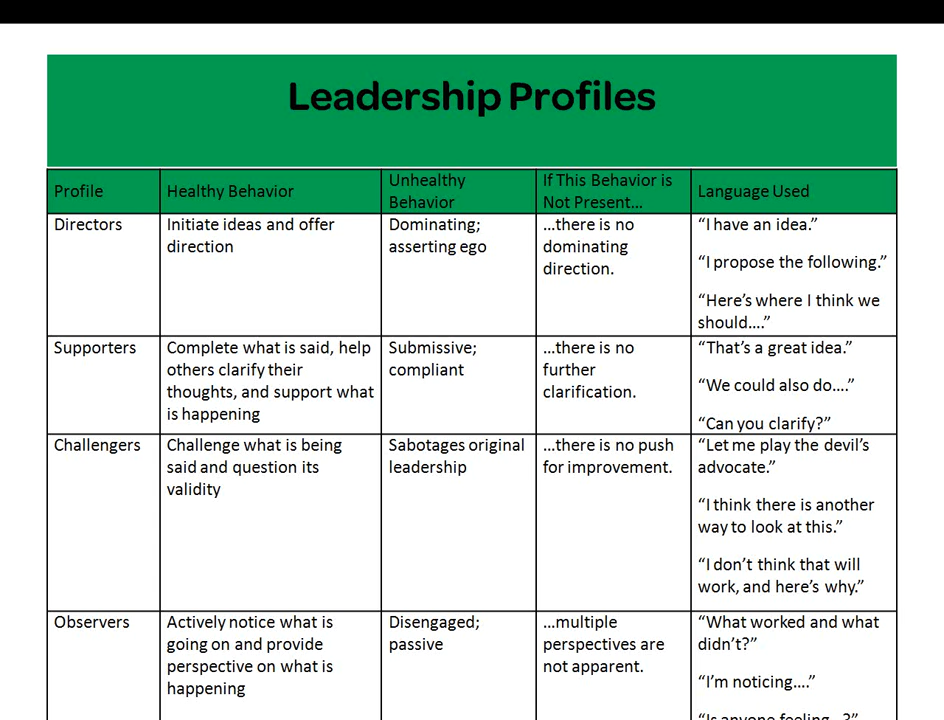 Leadership Profiles
Profile
Healthy Behavior
Unhealthy
Behavior
If This Behavior is
Not Present...
Language Used
Directors
Initiate ideas and offer
direction
Dominating;
asserting ego
...there is no
dominating
direction.
“I have an idea.”
“I propose the following.”
“Here’s where I think we
should....”
Supporters
Complete what is said, help
others clarify their
thoughts, and support what
is happening
Submissive;
compliant
...there is no
further
clarification.
“That’s a great idea.”
“We could also do....”
“Can you clarify?”
Challengers
Challenge what is being
said and question its
validity
Sabotages original
leadership
...there is no push
for improvement.
“Let me play the devil’s
advocate.”
“I think there is another
way to look at this.”
“I don’t think that will
work, and here’s why.”
Observers
Actively notice what is
going on and provide
perspective on what is
happening
Disengaged;
passive
...multiple
perspectives are
not apparent.
“What worked and what
didn’t?”
“I’m noticing....”
“Is anyone feeling...?”